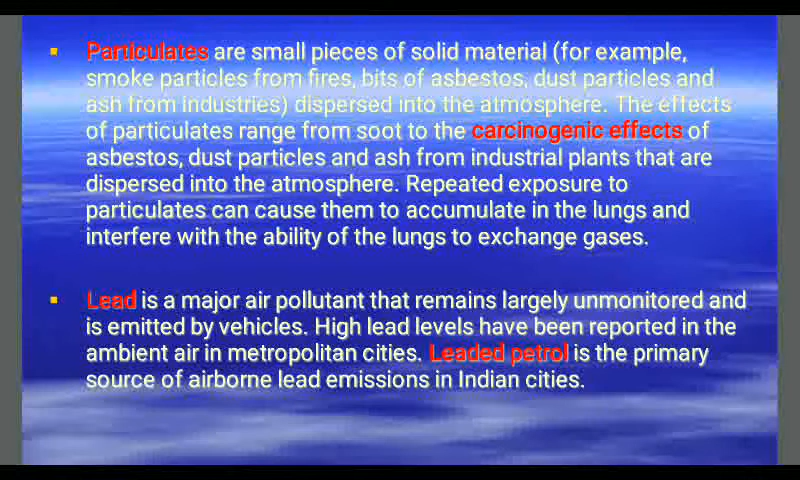 Particulates are small pieces of solid material (for example,
smoke particles from fires, bits of asbestos, dust particles and
ash from industries) dispersed into the atmosphere. The effects
of particulates range from soot to the carcinogenic effects of
asbestos, dust particles and ash from industrial plants that are
dispersed into the atmosphere. Repeated exposure to
particulates can cause them to accumulate in the lungs and
interfere with the ability of the lungs to exchange gases.
Lead is a major air pollutant that remains largely unmonitored and
is emitted by vehicles. High lead levels have been reported in the
ambient air in metropolitan cities. Leaded petrol is the primary
source of airborne lead emissions in Indian cities.